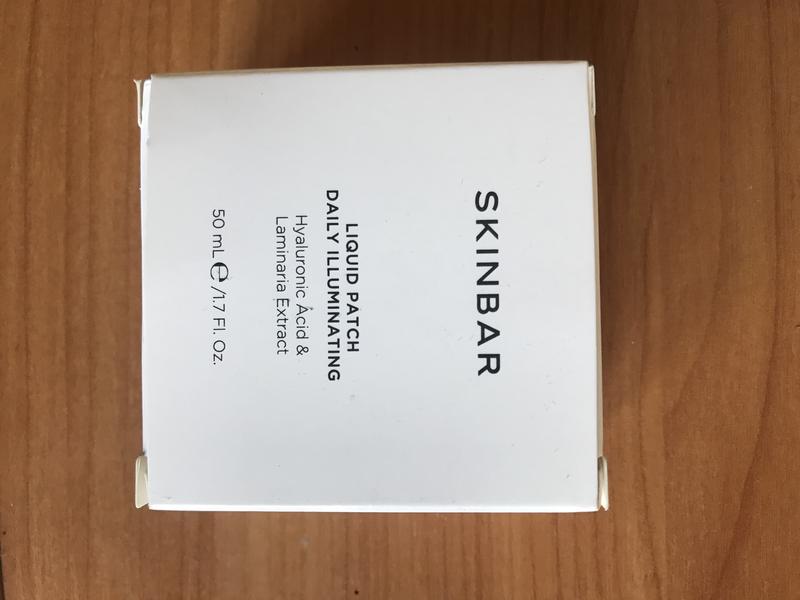 SKINBAR
LIQUID PATCH
DAILY ILLUMINATING
Hyaluronic Acid &
Laminaria Extract
50 mL ℮ /1.7 Fl. Oz.